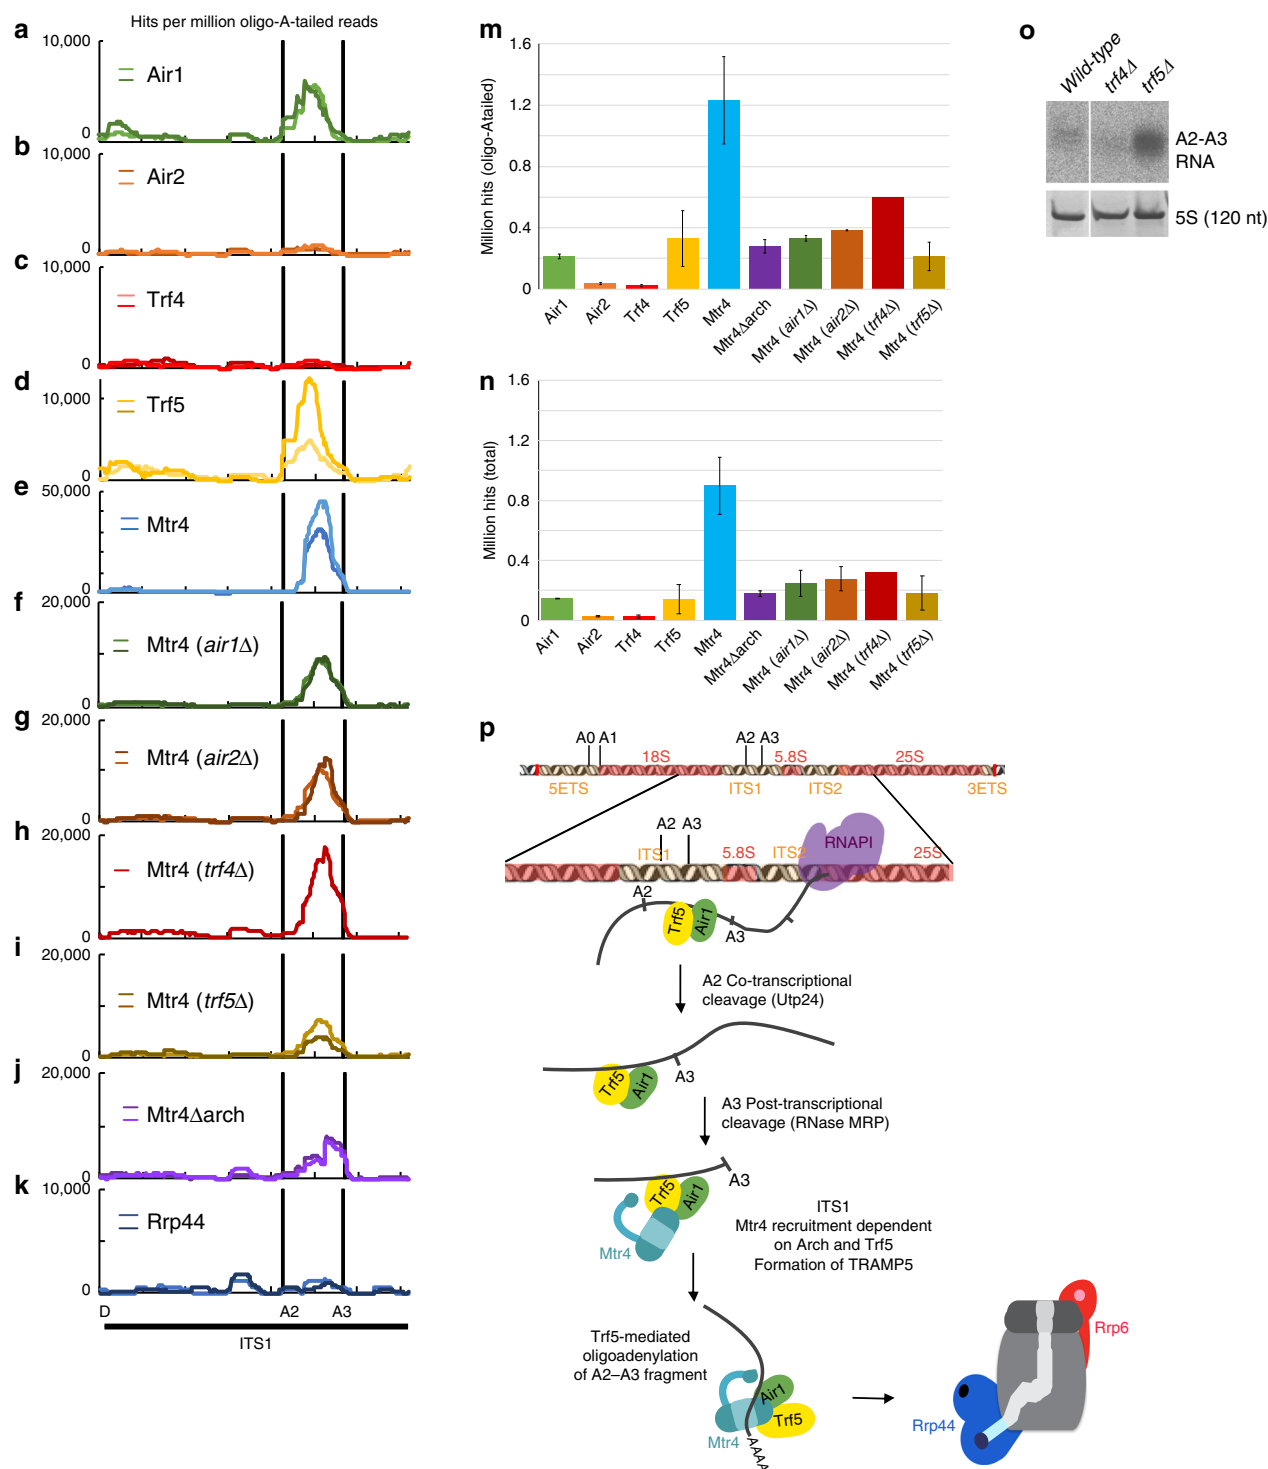 Hits per million oligo-A-tailed reads
a
10,000
Air1
0
b
10,000
Air2
0
c
10,000
Trf4
0
d
10,000
Trf5
0
e
50,000
Mtr4
0
f
20,000
Mtr4 (air1Δ)
0
g
20,000
Mtr4 (air2Δ)
0
h
20,000
Mtr4 (trf4Δ)
0
i
20,000
Mtr4 (trf5Δ)
0
j
20,000
Mtr4Δarch
0
k
10,000
Rrp44
0
D A2 A3
ITS1
m
Million hits (oligo-Atailed)
1.6
1.2
0.8
0.4
0
Air1
Air2
Trf4
Trf5
Mtr4
Mtr4Δarch
Mtr4 (air1Δ)
Mtr4 (air2Δ)
Mtr4 (trf4Δ)
Mtr4 (trf5Δ)
n
Million hits (total)
1.6
1.2
0.8
0.4
0
Air1
Air2
Trf4
Trf5
Mtr4
Mtr4Δarch
Mtr4 (air1Δ)
Mtr4 (air2Δ)
Mtr4 (trf4Δ)
Mtr4 (trf5Δ)
o
Wild-type
trf4Δ
trf5Δ
A2-A3
RNA
5S (120 nt)
p
A0 A1 A2 A3
18S 5.8S 25S
5ETS ITS1 ITS2 3ETS
A2 A3
ITS1 5.8S ITS2 RNAPI 25S
A2
Trf5 Air1
A3
A2 Co-transcriptional
cleavage (Utp24)
Trf5 Air1
A3
A3 Post-transcriptional
cleavage (RNase MRP)
A3
Trf5 Air1
Mtr4
ITS1
Mtr4 recruitment dependent
on Arch and Trf5
Formation of TRAMP5
Trf5-mediated
oligoadenylation
of A2–A3 fragment
Air1
Trf5
Mtr4
AAAA
Rrp6
Rrp44